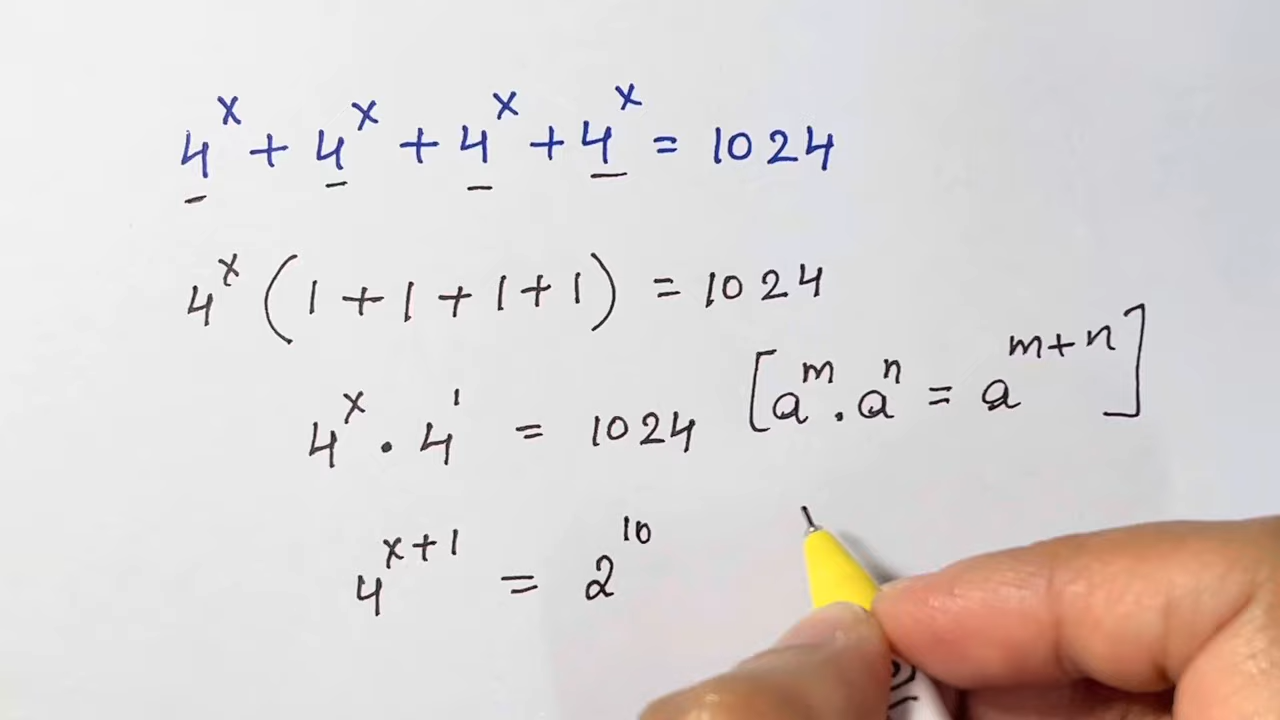 4^x + 4^x + 4^x + 4^x = 1024
4^x (1 + 1 + 1 + 1) = 1024
4^x . 4^1 = 1024 [a^m . a^n = a^(m+n)]
4^(x+1) = 2^10